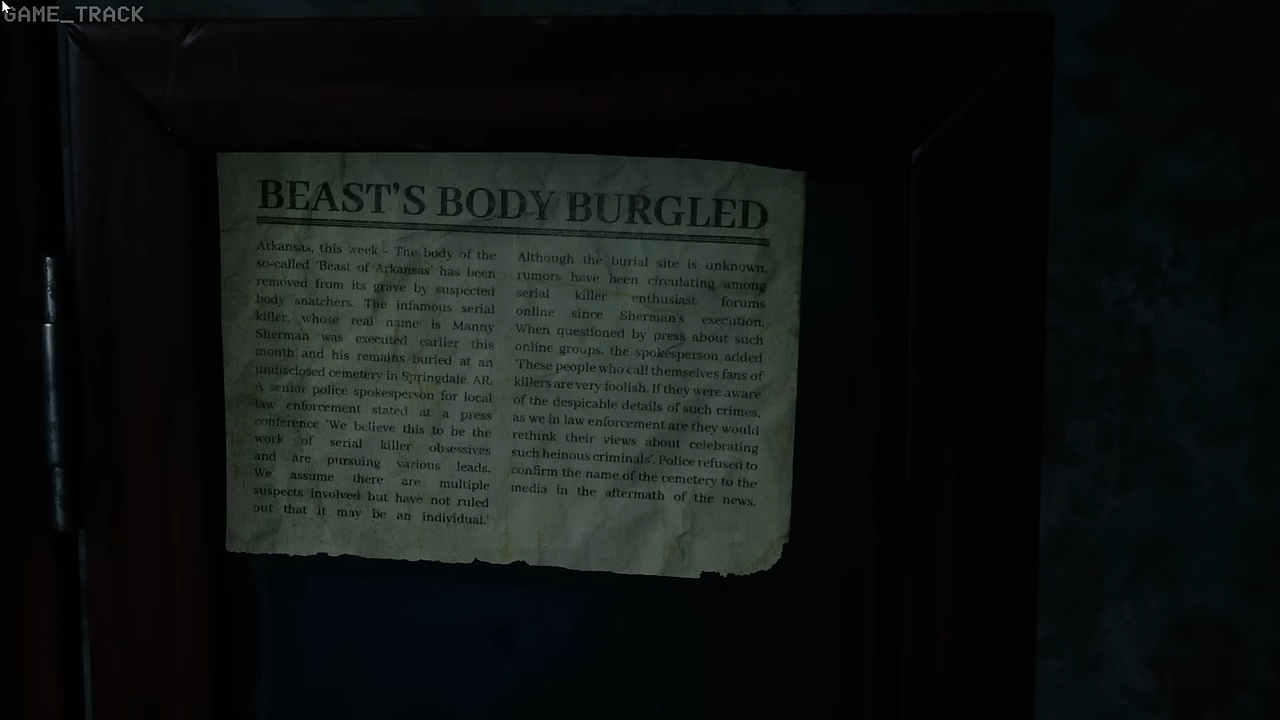 GAME_TRACK
BEAST'S BODY BURGLED
Arkansas, this week - The body of the
so-called 'Beast of Arkansas' has been
removed from its grave by suspected
body snatchers. The infamous serial
killer, whose real name is Manny
Sherman was executed earlier this
month and his remains buried at an
undisclosed cemetery in Springdale, AR.
A senior police spokesperson for local
law enforcement stated at a press
conference 'We believe this to be the
work of serial killer obsessives
and are pursuing various leads.
We assume there are multiple
suspects involved but have not ruled
out that it may be an individual.'
Although the burial site is unknown,
rumors have been circulating among
serial killer enthusiast forums
online since Sherman's execution.
When questioned by press about such
online groups, the spokesperson added
'These people who call themselves fans of
killers are very foolish. If they were aware
of the despicable details of such crimes,
as we in law enforcement are they would
rethink their views about celebrating
such heinous criminals'. Police refused to
confirm the name of the cemetery to the
media in the aftermath of the news.